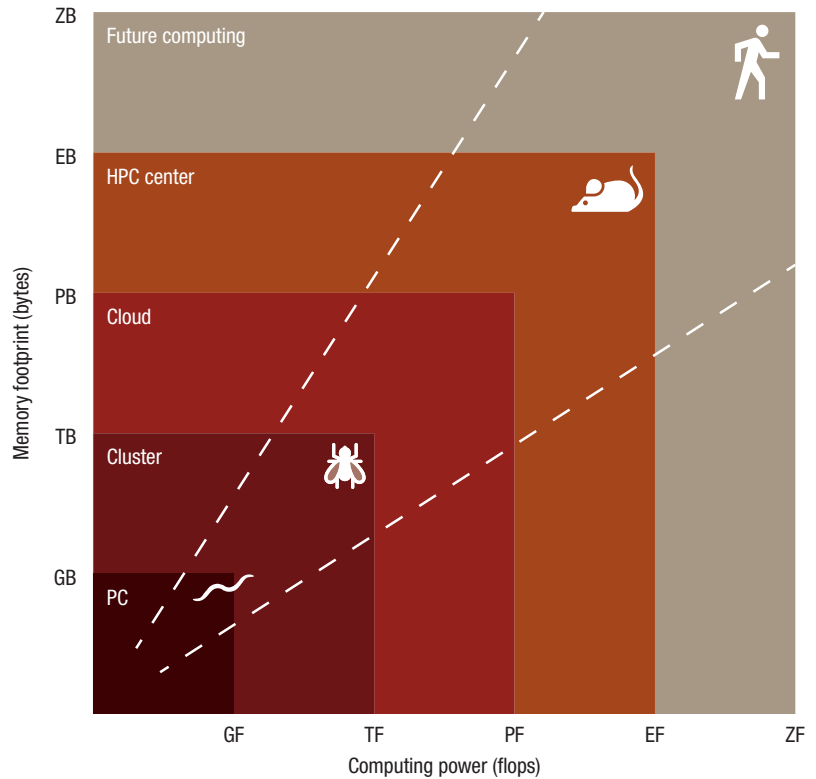 ZB
Future computing
EB
HPC center
PB
Cloud
Memory footprint (bytes)
TB
Cluster
GB
PC
GF TF PF EF ZF
Computing power (flops)